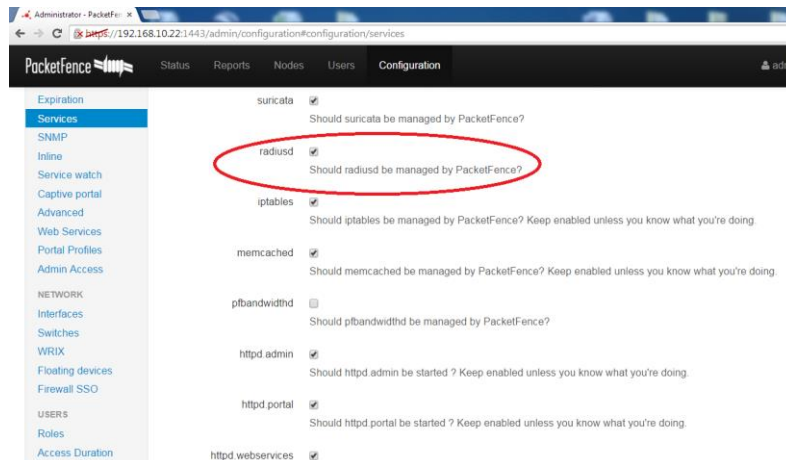 Administrator - PacketFen
https://192.168.10.22:1443/admin/configuration#configuration/services
PacketFence
Status Reports Nodes Users Configuration
Expiration
Services
SNMP
Inline
Service watch
Captive portal
Advanced
Web Services
Portal Profiles
Admin Access
NETWORK
Interfaces
Switches
WRIX
Floating devices
Firewall SSO
USERS
Roles
Access Duration
suricata
Should suricata be managed by PacketFence?
radiusd
Should radiusd be managed by PacketFence?
iptables
Should iptables be managed by PacketFence? Keep enabled unless you know what you're doing.
memcached
Should memcached be managed by PacketFence? Keep enabled unless you know what you're doing.
pfbandwidthd
Should pfbandwidthd be managed by PacketFence?
httpd.admin
Should httpd.admin be started ? Keep enabled unless you know what you're doing.
httpd.portal
Should httpd.portal be started ? Keep enabled unless you know what you're doing.
httpd.webservices